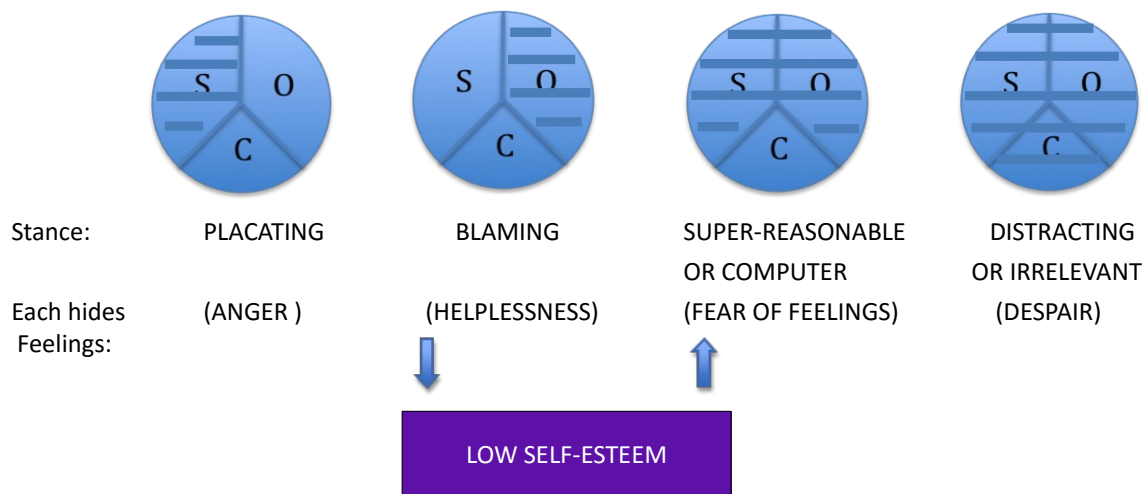 S O C
S O C
S O C
S O C
Stance: PLACATING BLAMING SUPER-REASONABLE DISTRACTING
OR COMPUTER OR IRRELEVANT
Each hides (ANGER ) (HELPLESSNESS) (FEAR OF FEELINGS) (DESPAIR)
Feelings:
LOW SELF-ESTEEM